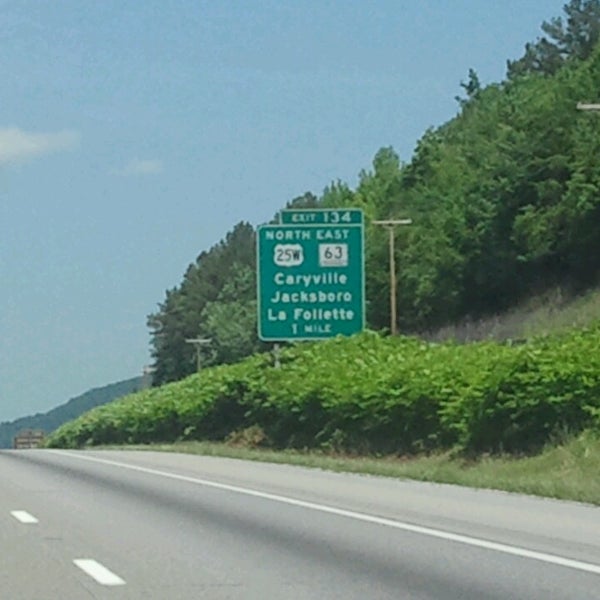 EXIT 134
NORTH EAST
25W 63
Caryville
Jacksboro
La Follette
1 MILE